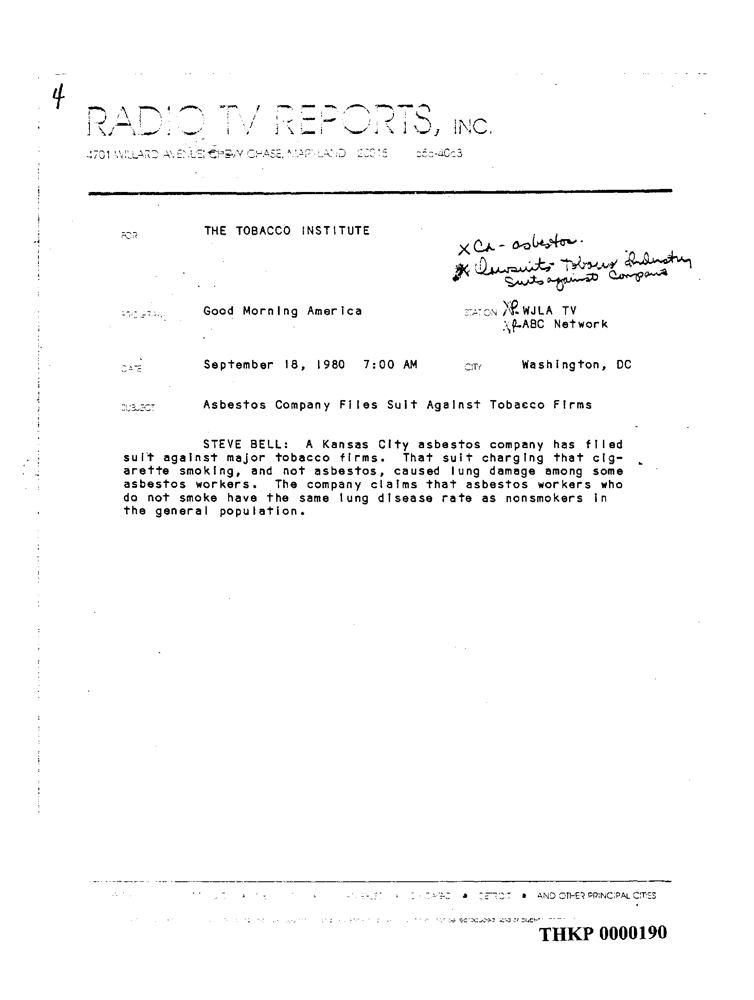 4
RADIO TV REPORTS, INC.
4701 WILLARD AVENUE, CHEVY CHASE, MARYLAND 20015 656-4068
FOR THE TOBACCO INSTITUTE
X Ca - asbestos.
X Lawsuits - Tobacco Industry
Suits against Company
PROGRAM Good Morning America STATION WJLA TV
ABC Network
DATE September 18, 1980 7:00 AM CITY Washington, DC
SUBJECT Asbestos Company Files Suit Against Tobacco Firms
STEVE BELL: A Kansas City asbestos company has filed
suit against major tobacco firms. That suit charging that cig-
arette smoking, and not asbestos, caused lung damage among some
asbestos workers. The company claims that asbestos workers who
do not smoke have the same lung disease rate as nonsmokers in
the general population.
CHICAGO • DETROIT • AND OTHER PRINCIPAL CITIES
THKP 0000190